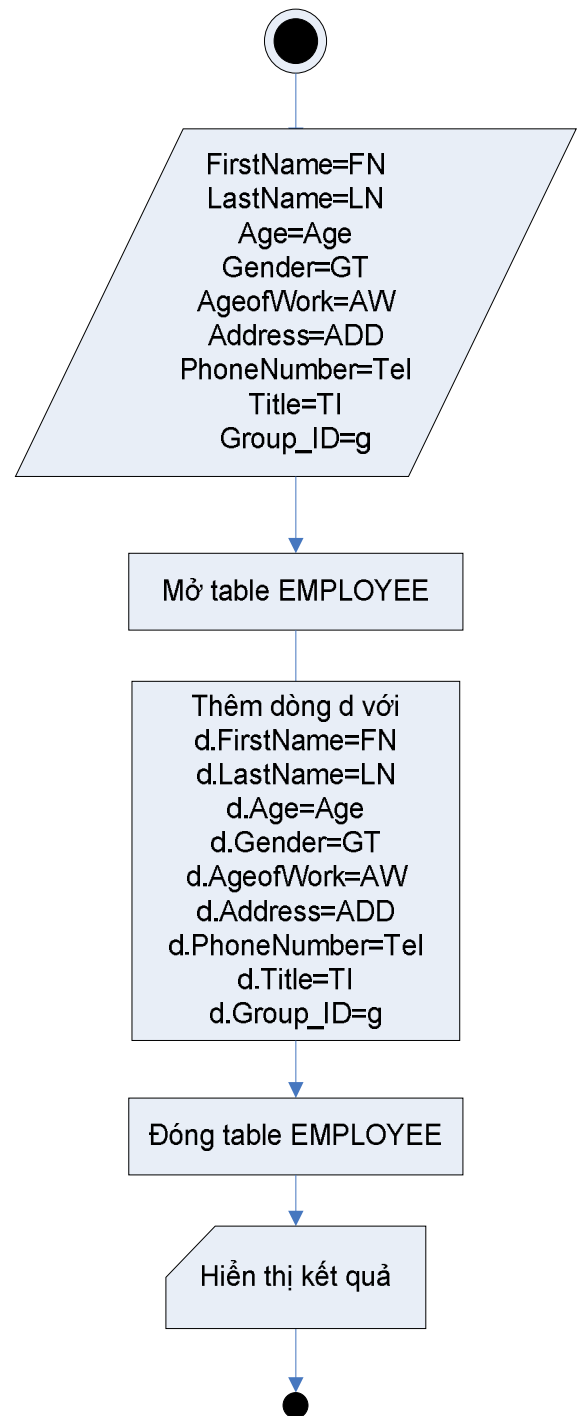 FirstName=FN
LastName=LN
Age=Age
Gender=GT
AgeofWork=AW
Address=ADD
PhoneNumber=Tel
Title=TI
Group_ID=g
Mở table EMPLOYEE
Thêm dòng d với
d.FirstName=FN
d.LastName=LN
d.Age=Age
d.Gender=GT
d.AgeofWork=AW
d.Address=ADD
d.PhoneNumber=Tel
d.Title=TI
d.Group_ID=g
Đóng table EMPLOYEE
Hiển thị kết quả